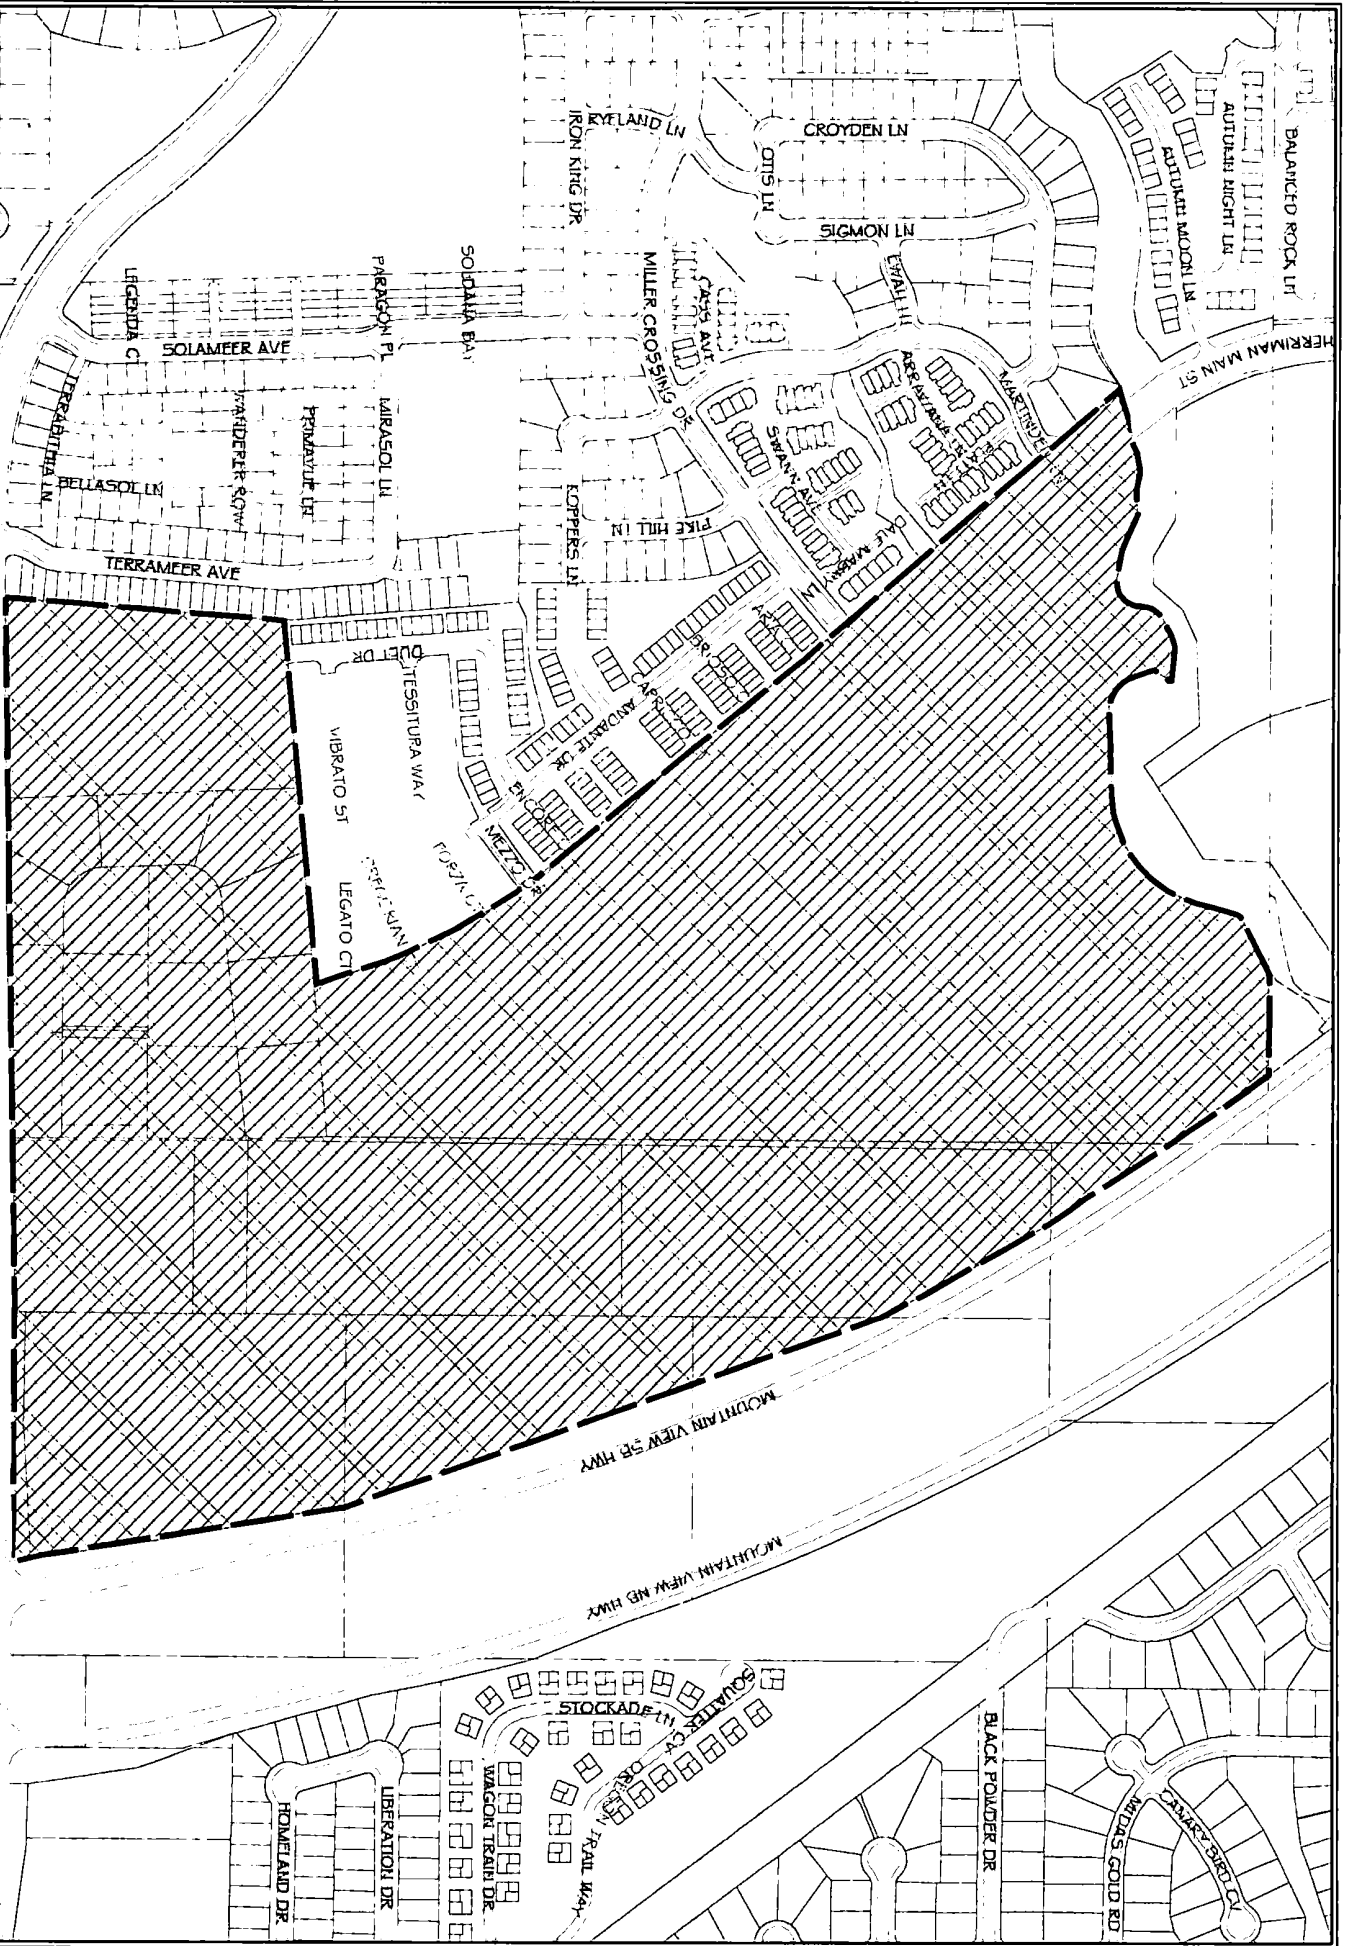 BALANCED ROCK LN
AUTUMN NIGHT LN
AUTUMN MOON LN
HERRIMAN MAIN ST
CROYDEN LN
RYELAND LN
IRON KING DR
OTIS LN
SIGMON LN
MILLER CROSSING DR
CASS AVE
SOLDANA BAY
PARAGON PL
LEGENDA CT
SOLAMEER AVE
SWANN AVE
TERRABITHIA LN
WANDERER ROW
MIRASOL LN
BELLASOL LN
KOPPERS LN
PIKE HILL LN
TERRAMEER AVE
DUET DR
TESSITURA WAY
VIBRATO ST
ANDANTE DR
ENCORE
MEZZO DR
LEGATO CT
MOUNTAIN VIEW SB HWY
MOUNTAIN VIEW NB HWY
STOCKADE LN
WAGON TRAIN DR
BLACK POWDER DR
MIDAS GOLD RD
CANARY BIRD CV
LIBERATION DR
HOMELAND DR